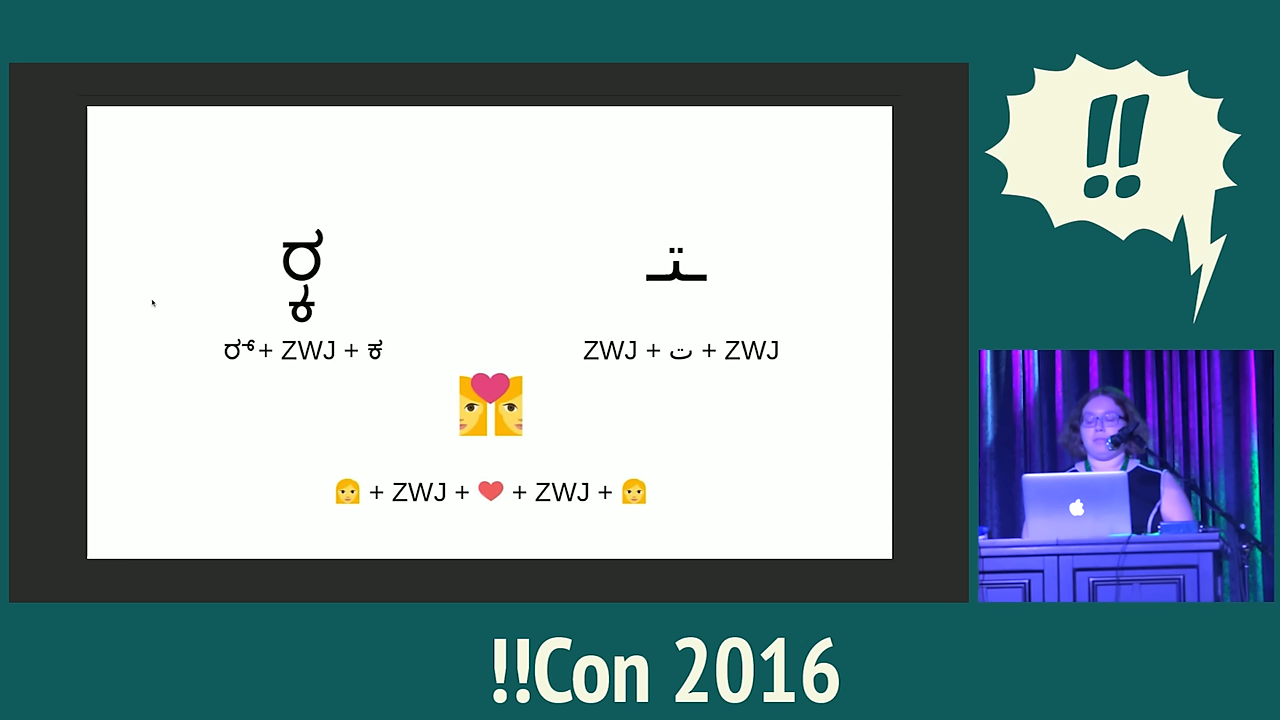 !!
ರ‍್ಕ
ـتـ
ರ್ + ZWJ + ಕ
ZWJ + ت + ZWJ
👩 + ZWJ + ❤ + ZWJ + 👩
!!Con 2016